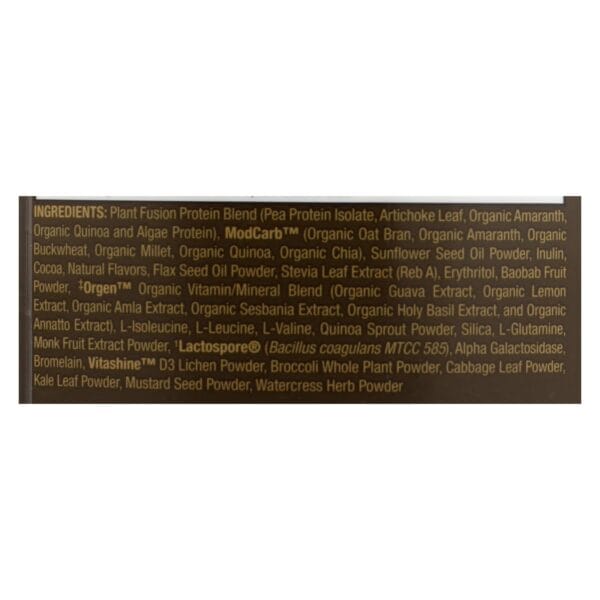 INGREDIENTS: Plant Fusion Protein Blend (Pea Protein Isolate, Artichoke Leaf, Organic Amaranth,
Organic Quinoa and Algae Protein), ModCarb™ (Organic Oat Bran, Organic Amaranth, Organic
Buckwheat, Organic Millet, Organic Quinoa, Organic Chia), Sunflower Seed Oil Powder, Inulin,
Cocoa, Natural Flavors, Flax Seed Oil Powder, Stevia Leaf Extract (Reb A), Erythritol, Baobab Fruit
Powder, ‡Orgen™ Organic Vitamin/Mineral Blend (Organic Guava Extract, Organic Lemon
Extract, Organic Amla Extract, Organic Sesbania Extract, Organic Holy Basil Extract, and Organic
Annatto Extract), L-Isoleucine, L-Leucine, L-Valine, Quinoa Sprout Powder, Silica, L-Glutamine,
Monk Fruit Extract Powder, †Lactospore® (Bacillus coagulans MTCC 585), Alpha Galactosidase,
Bromelain, Vitashine™ D3 Lichen Powder, Broccoli Whole Plant Powder, Cabbage Leaf Powder,
Kale Leaf Powder, Mustard Seed Powder, Watercress Herb Powder